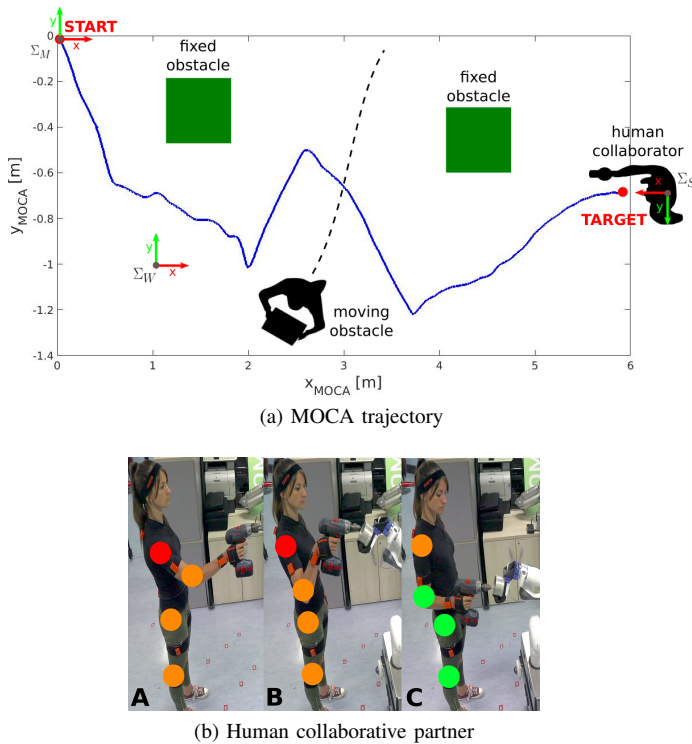 y
START
x
Σ_M
fixed
obstacle
fixed
obstacle
human
collaborator
x
Σ_S
y
TARGET
y
x
Σ_W
moving
obstacle
0
-0.2
-0.4
-0.6
-0.8
-1
-1.2
-1.4
y_MOCA [m]
0 1 2 3 4 5 6
x_MOCA [m]
(a) MOCA trajectory
A B C
(b) Human collaborative partner